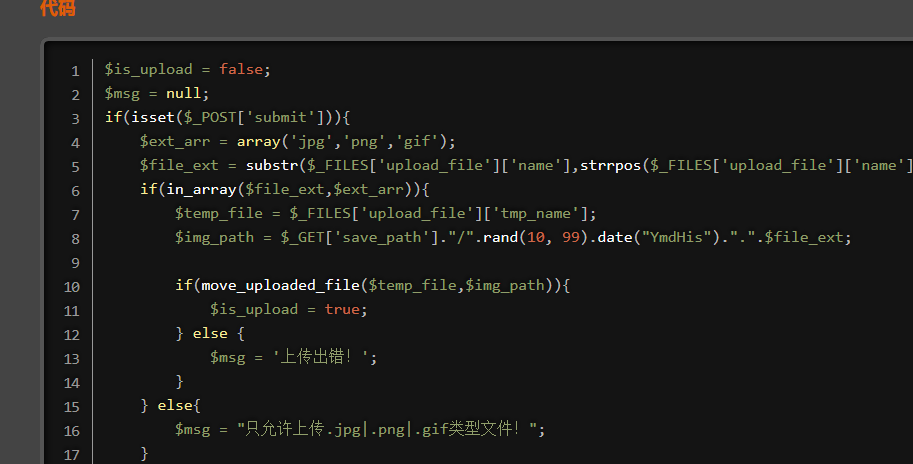 代码
1 $is_upload = false;
2 $msg = null;
3 if(isset($_POST['submit'])){
4 $ext_arr = array('jpg','png','gif');
5 $file_ext = substr($_FILES['upload_file']['name'],strrpos($_FILES['upload_file']['name']
6 if(in_array($file_ext,$ext_arr)){
7 $temp_file = $_FILES['upload_file']['tmp_name'];
8 $img_path = $_GET['save_path']."/".rand(10, 99).date("YmdHis").".".$file_ext;
9
10 if(move_uploaded_file($temp_file,$img_path)){
11 $is_upload = true;
12 } else {
13 $msg = '上传出错！';
14 }
15 } else{
16 $msg = "只允许上传.jpg|.png|.gif类型文件！";
17 }